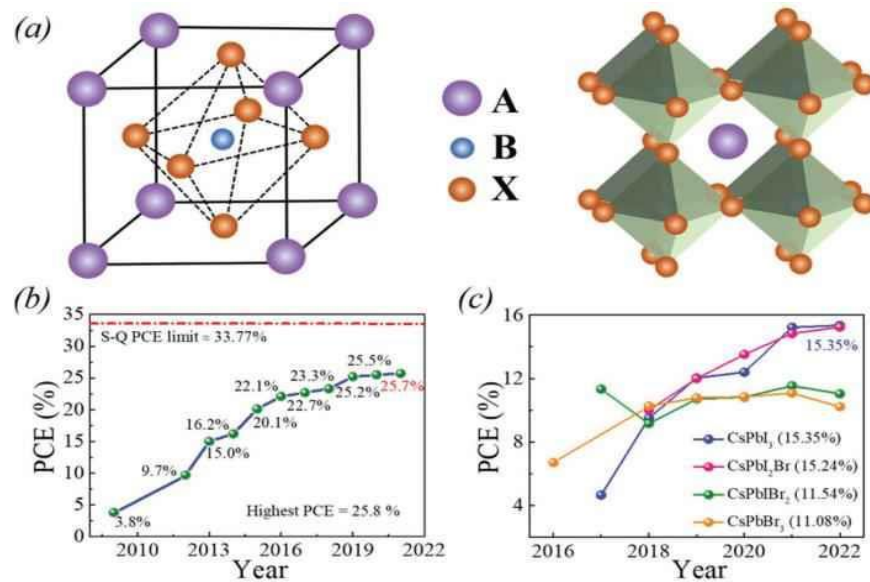 (a)
A
B
X
(b)
35
30
25
20
15
10
5
0
PCE (%)
S-Q PCE limit = 33.77%
3.8%
9.7%
16.2%
15.0%
20.1%
22.1%
22.7%
23.3%
25.2%
25.5%
25.7%
Highest PCE = 25.8 %
2010 2013 2016 2019 2022
Year
(c)
16
12
8
4
PCE (%)
15.35%
CsPbI₃ (15.35%)
CsPbI₂Br (15.24%)
CsPbIBr₂ (11.54%)
CsPbBr₃ (11.08%)
2016 2018 2020 2022
Year